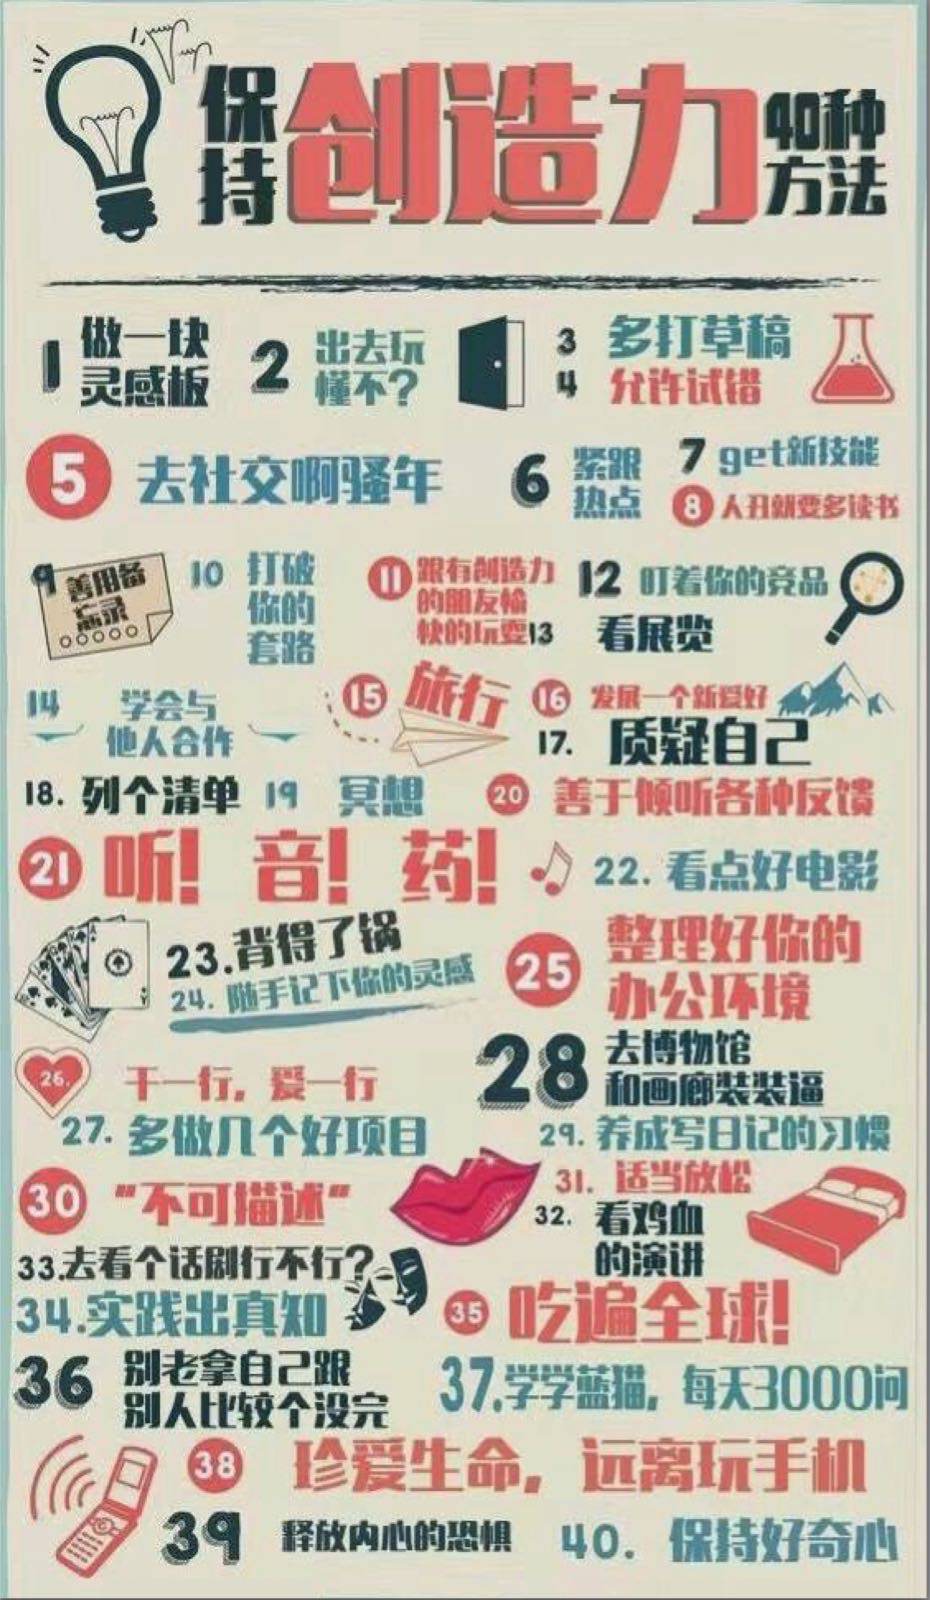 保持创造力40种方法
1 做一块
灵感板
2 出去玩
懂不?
3 多打草稿
4 允许试错
5 去社交啊骚年
6 紧跟
热点
7 get新技能
8 人丑就要多读书
9 善用备
忘录
10 打破
你的
套路
11 跟有创造力
的朋友愉
快的玩耍
12 盯着你的竞品
13 看展览
14 学会与
他人合作
15 旅行
16 发展一个新爱好
17. 质疑自己
18. 列个清单
19 冥想
20 善于倾听各种反馈
21 听! 音! 药!
22. 看点好电影
23.背得了锅
24. 随手记下你的灵感
25 整理好你的
办公环境
26. 干一行,爱一行
27. 多做几个好项目
28 去博物馆
和画廊装装逼
29. 养成写日记的习惯
30 "不可描述"
31. 适当放松
32. 看鸡血
的演讲
33.去看个话剧行不行?
34.实践出真知
35 吃遍全球!
36 别老拿自己跟
别人比较个没完
37.学学蓝猫,每天3000问
38 珍爱生命,远离玩手机
39 释放内心的恐惧
40. 保持好奇心